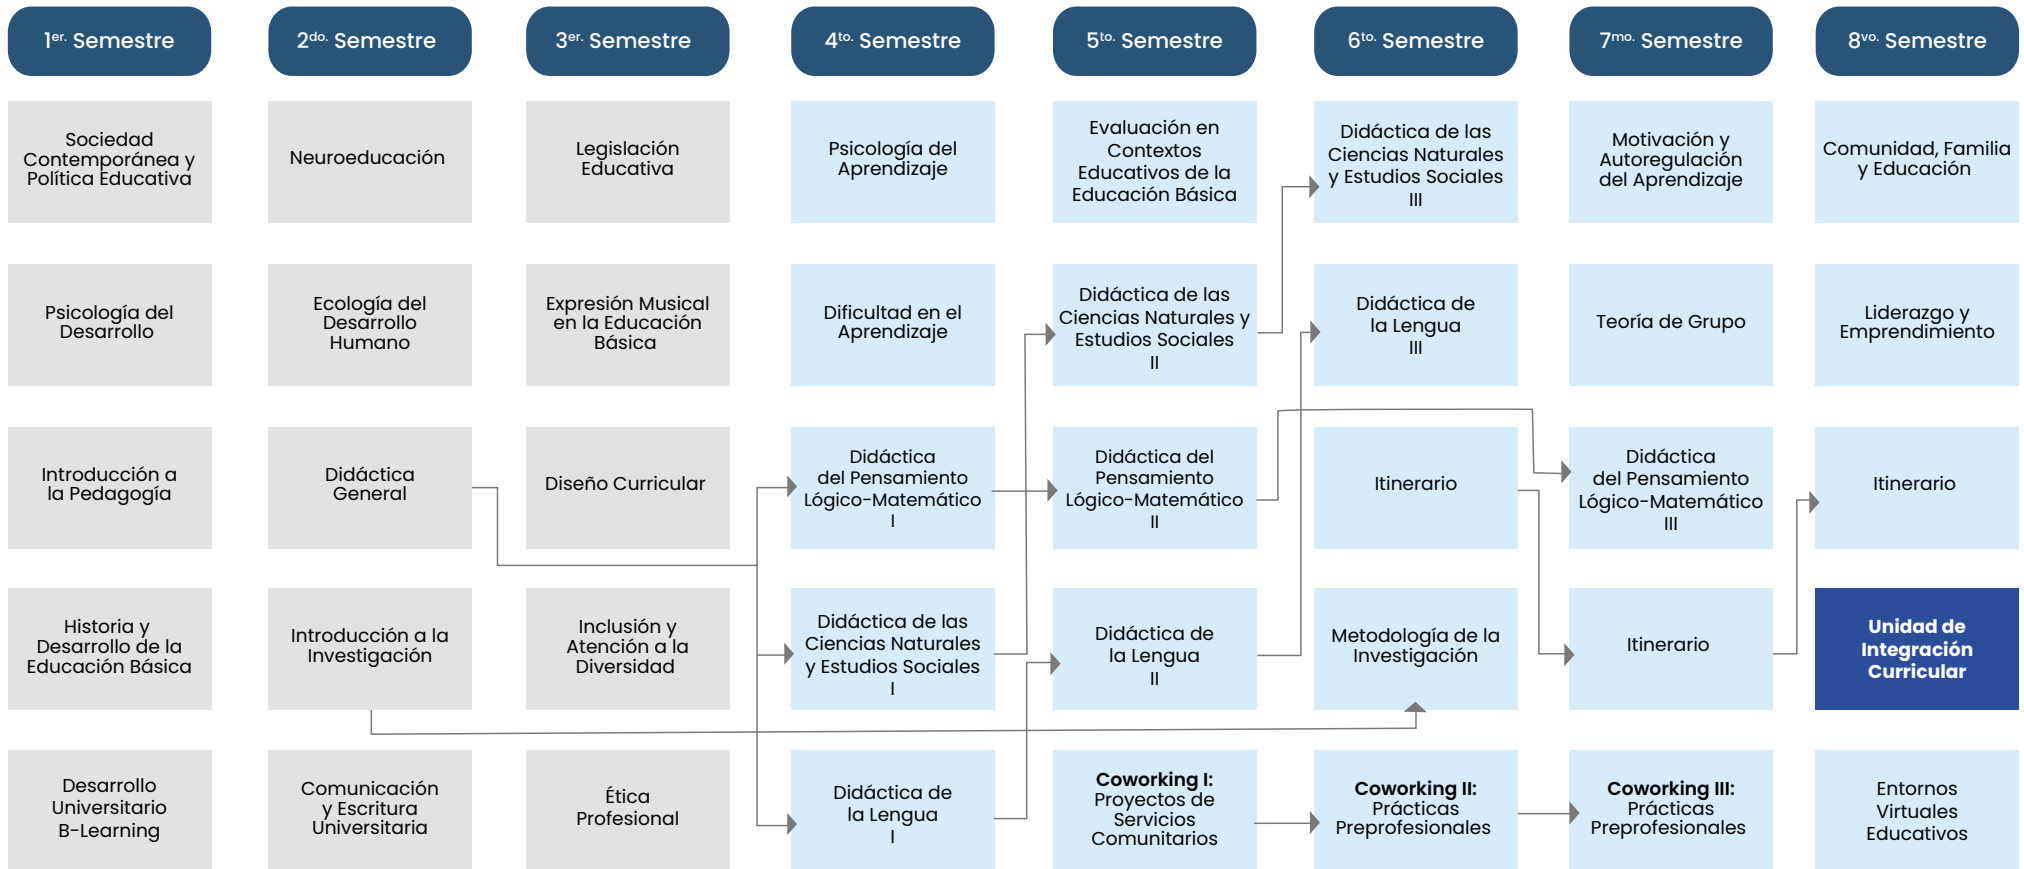 1er. Semestre
2do. Semestre
3er. Semestre
4to. Semestre
5to. Semestre
6to. Semestre
7mo. Semestre
8vo. Semestre
Sociedad
Contemporánea y
Política Educativa
Neuroeducación
Legislación
Educativa
Psicología del
Aprendizaje
Evaluación en
Contextos
Educativos de la
Educación Básica
Didáctica de las
Ciencias Naturales
y Estudios Sociales
III
Motivación y
Autoregulación
del Aprendizaje
Comunidad, Familia
y Educación
Psicología del
Desarrollo
Ecología del
Desarrollo
Humano
Expresión Musical
en la Educación
Básica
Dificultad en el
Aprendizaje
Didáctica de las
Ciencias Naturales y
Estudios Sociales
II
Didáctica de
la Lengua
III
Teoría de Grupo
Liderazgo y
Emprendimiento
Introducción a
la Pedagogía
Didáctica
General
Diseño Curricular
Didáctica
del Pensamiento
Lógico-Matemático
I
Didáctica del
Pensamiento
Lógico-Matemático
II
Itinerario
Didáctica
del Pensamiento
Lógico-Matemático
III
Itinerario
Historia y
Desarrollo de la
Educación Básica
Introducción a la
Investigación
Inclusión y
Atención a la
Diversidad
Didáctica de las
Ciencias Naturales
y Estudios Sociales
I
Didáctica de
la Lengua
II
Metodología de la
Investigación
Itinerario
Unidad de
Integración
Curricular
Desarrollo
Universitario
B-Learning
Comunicación
y Escritura
Universitaria
Ética
Profesional
Didáctica de
la Lengua
I
Coworking I:
Proyectos de
Servicios
Comunitarios
Coworking II:
Prácticas
Preprofesionales
Coworking III:
Prácticas
Preprofesionales
Entornos
Virtuales
Educativos